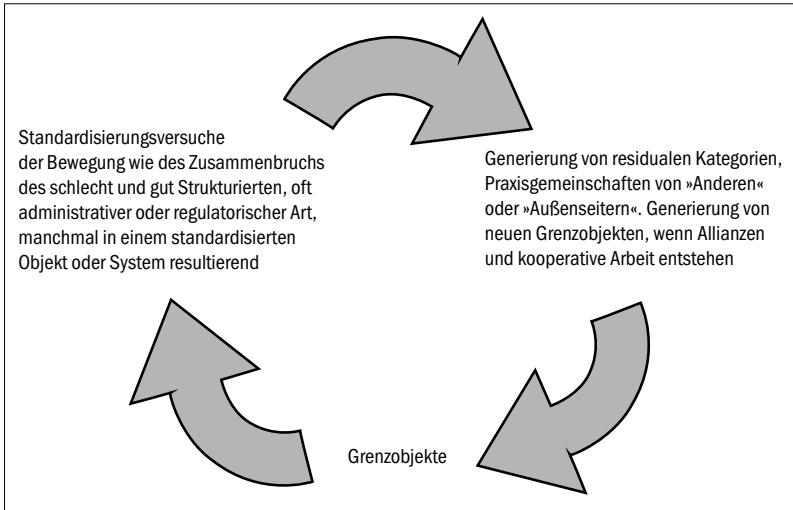 Standardisierungsversuche
der Bewegung wie des Zusammenbruchs
des schlecht und gut Strukturierten, oft
administrativer oder regulatorischer Art,
manchmal in einem standardisierten
Objekt oder System resultierend
Generierung von residualen Kategorien,
Praxisgemeinschaften von »Anderen«
oder »Außenseitern«. Generierung von
neuen Grenzobjekten, wenn Allianzen
und kooperative Arbeit entstehen
Grenzobjekte